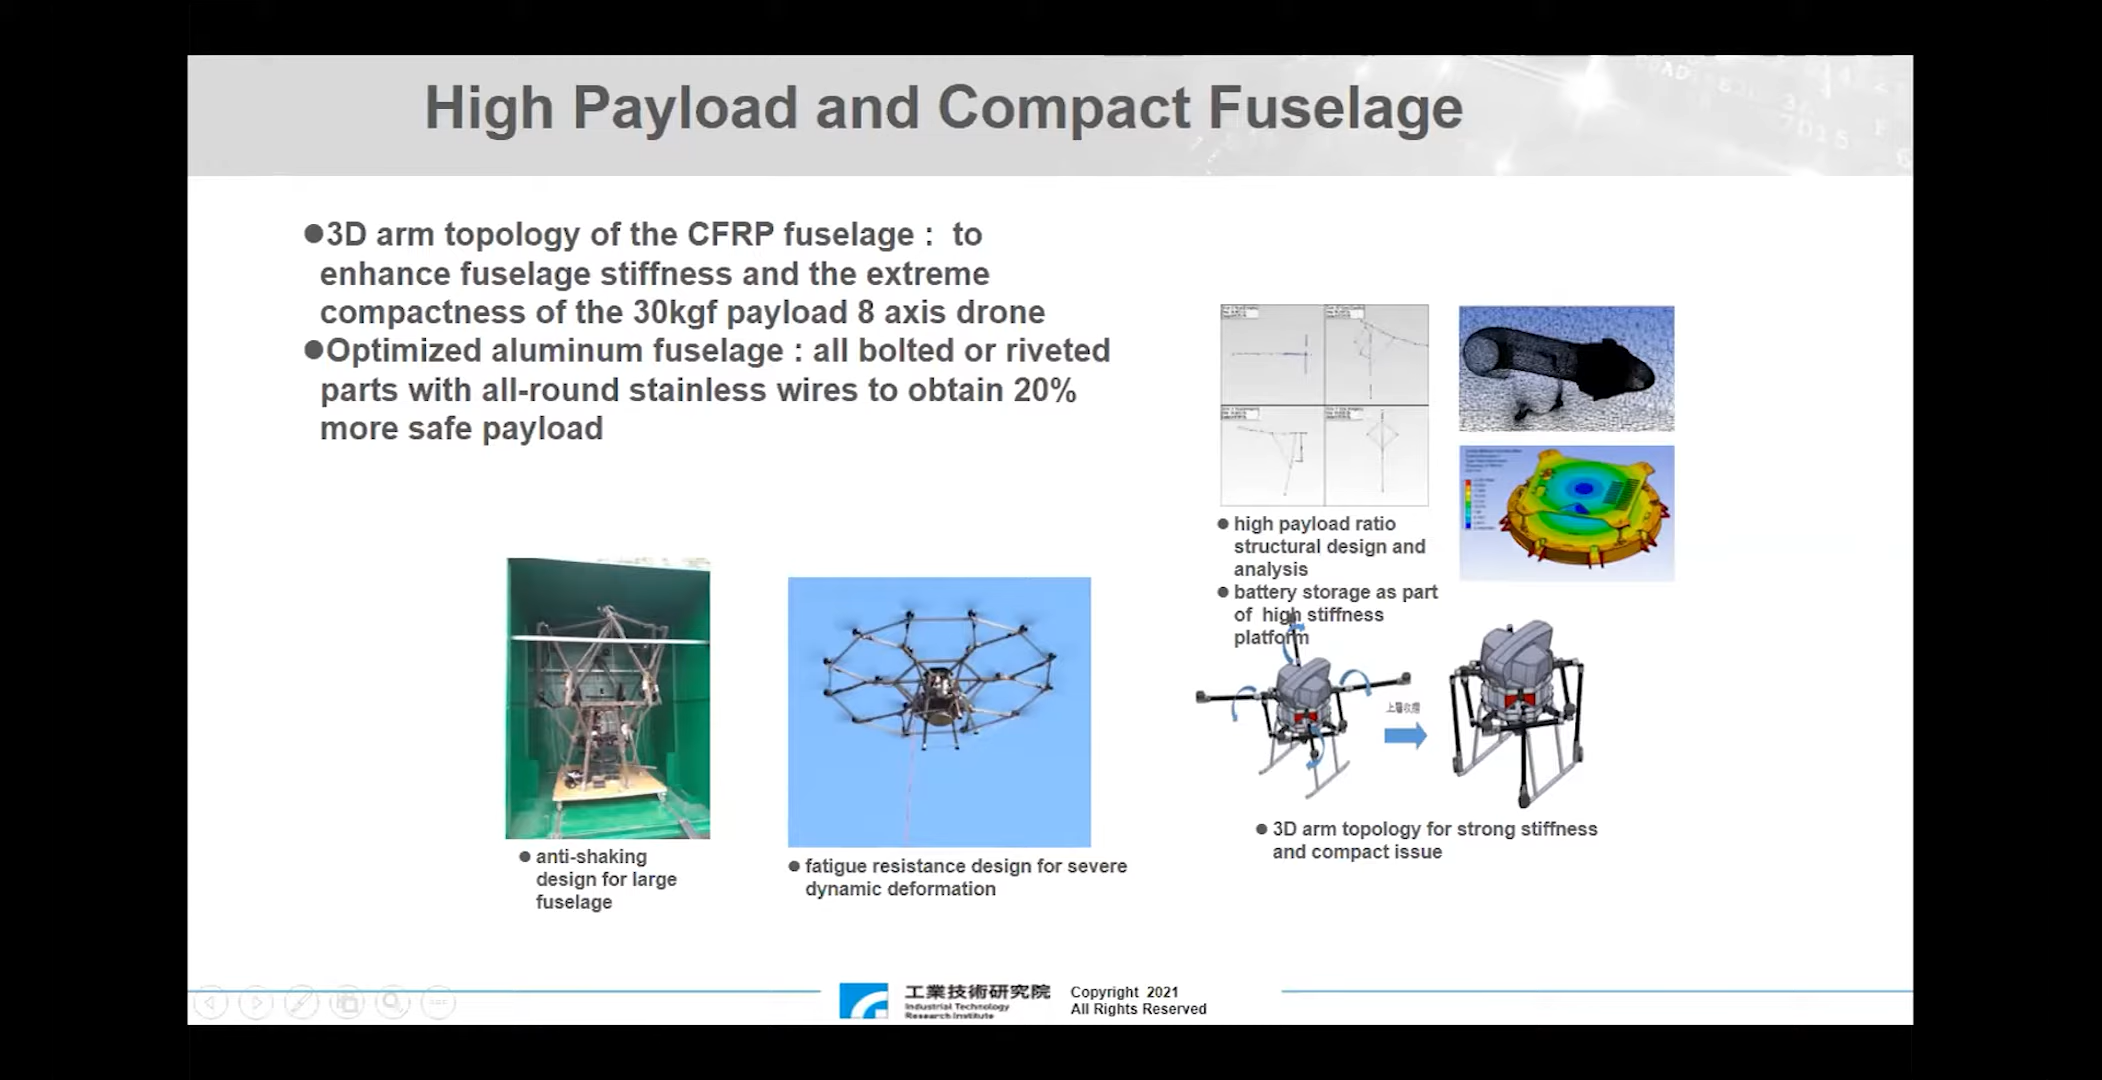 High Payload and Compact Fuselage
●3D arm topology of the CFRP fuselage : to
enhance fuselage stiffness and the extreme
compactness of the 30kgf payload 8 axis drone
●Optimized aluminum fuselage : all bolted or riveted
parts with all-round stainless wires to obtain 20%
more safe payload
● high payload ratio
structural design and
analysis
● battery storage as part
of high stiffness
platform
上層收摺
● 3D arm topology for strong stiffness
and compact issue
● anti-shaking
design for large
fuselage
● fatigue resistance design for severe
dynamic deformation
工業技術研究院
Industrial Technology
Research Institute
Copyright 2021
All Rights Reserved